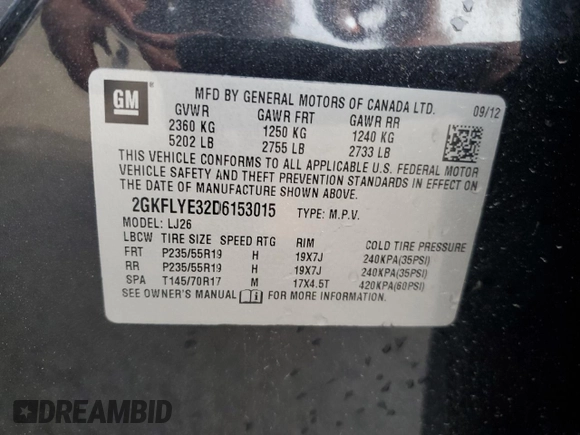 GM
MFD BY GENERAL MOTORS OF CANADA LTD. 09/12
GVWR GAWR FRT GAWR RR
2360 KG 1250 KG 1240 KG
5202 LB 2755 LB 2733 LB
THIS VEHICLE CONFORMS TO ALL APPLICABLE U.S. FEDERAL MOTOR
VEHICLE SAFETY AND THEFT PREVENTION STANDARDS IN EFFECT ON
THE DATE OF MANUFACTURE SHOWN ABOVE.
2GKFLYE32D6153015 TYPE: M.P.V.
MODEL: LJ26
LBCW TIRE SIZE SPEED RTG RIM COLD TIRE PRESSURE
FRT P235/55R19 H 19X7J 240KPA(35PSI)
RR P235/55R19 H 19X7J 240KPA(35PSI)
SPA T145/70R17 M 17X4.5T 420KPA(60PSI)
SEE OWNER'S MANUAL FOR MORE INFORMATION.
DREAMBID